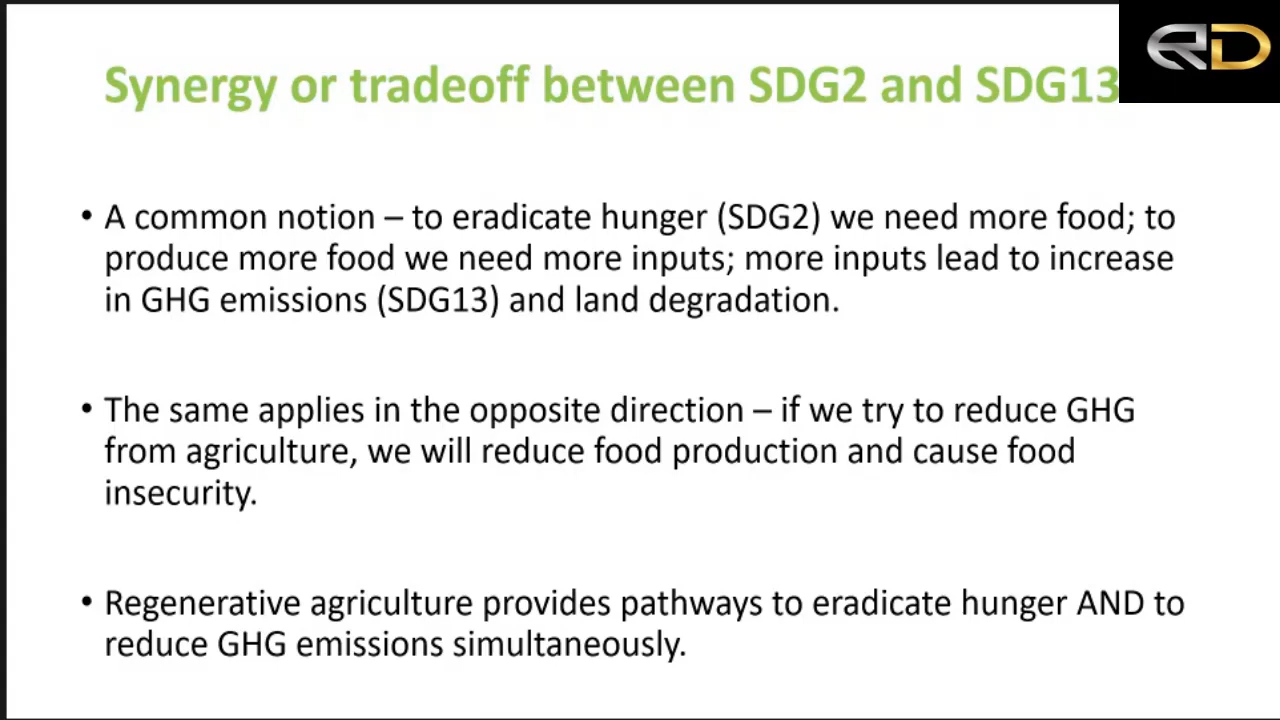 Synergy or tradeoff between SDG2 and SDG13
RD
• A common notion – to eradicate hunger (SDG2) we need more food; to
produce more food we need more inputs; more inputs lead to increase
in GHG emissions (SDG13) and land degradation.
• The same applies in the opposite direction – if we try to reduce GHG
from agriculture, we will reduce food production and cause food
insecurity.
• Regenerative agriculture provides pathways to eradicate hunger AND to
reduce GHG emissions simultaneously.